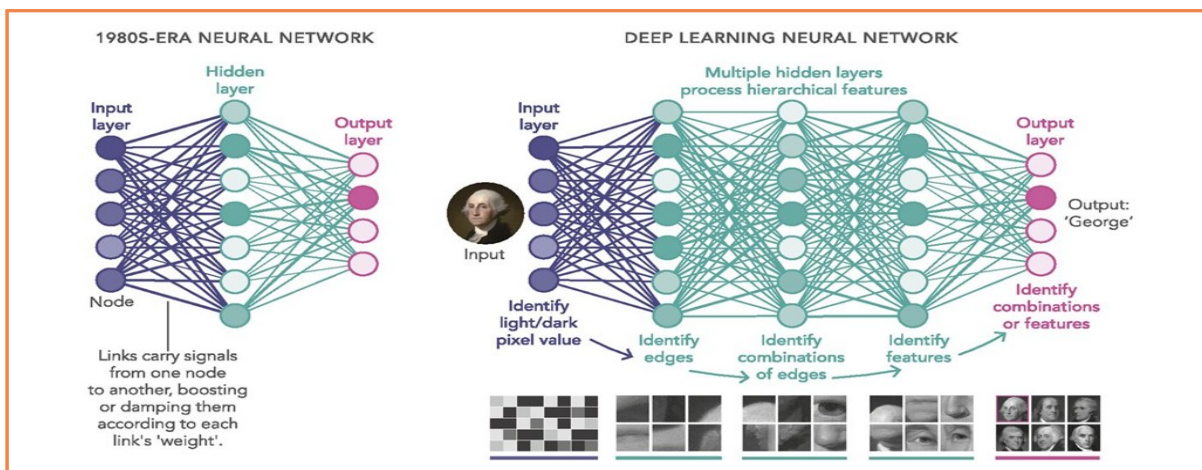 1980S-ERA NEURAL NETWORK
Hidden
layer
Input
layer
Output
layer
Node
Links carry signals
from one node
to another, boosting
or damping them
according to each
link's 'weight'.
DEEP LEARNING NEURAL NETWORK
Multiple hidden layers
process hierarchical features
Input
layer
Output
layer
Input
Output:
'George'
Identify
light/dark
pixel value
Identify
edges
Identify
combinations
of edges
Identify
features
Identify
combinations
or features